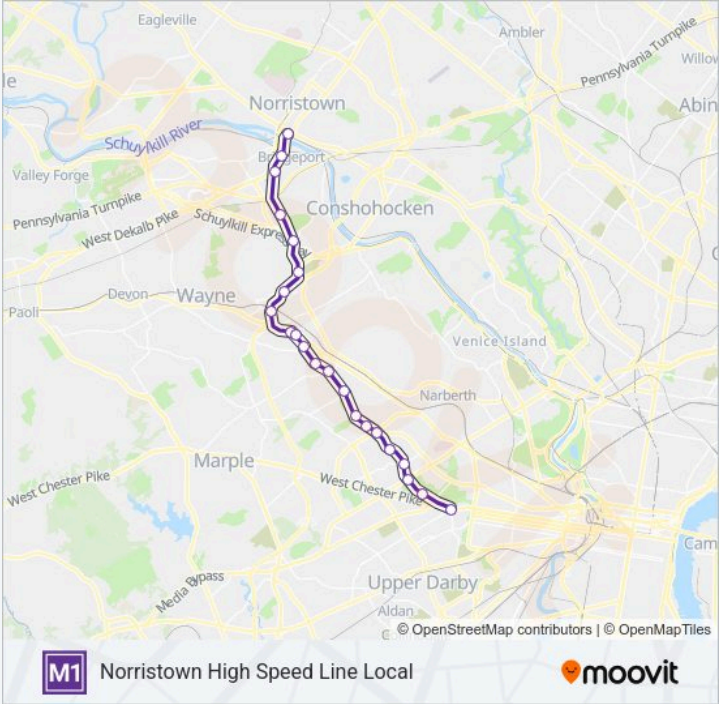 Eagleville
Ambler
Pennsylvania Turnpike
Willow
le
Norristown
Abin
Schuylkill River
Bridgeport
Valley Forge
Pennsylvania Turnpike
West Dekalb Pike
Schuylkill Expressway
Conshohocken
Devon
Wayne
Paoli
Venice Island
Narberth
Marple
West Chester Pike
West Chester Pike
Cam
Media Bypass
Upper Darby
Aldan
© OpenStreetMap contributors | © OpenMapTiles
M1 Norristown High Speed Line Local
moovit